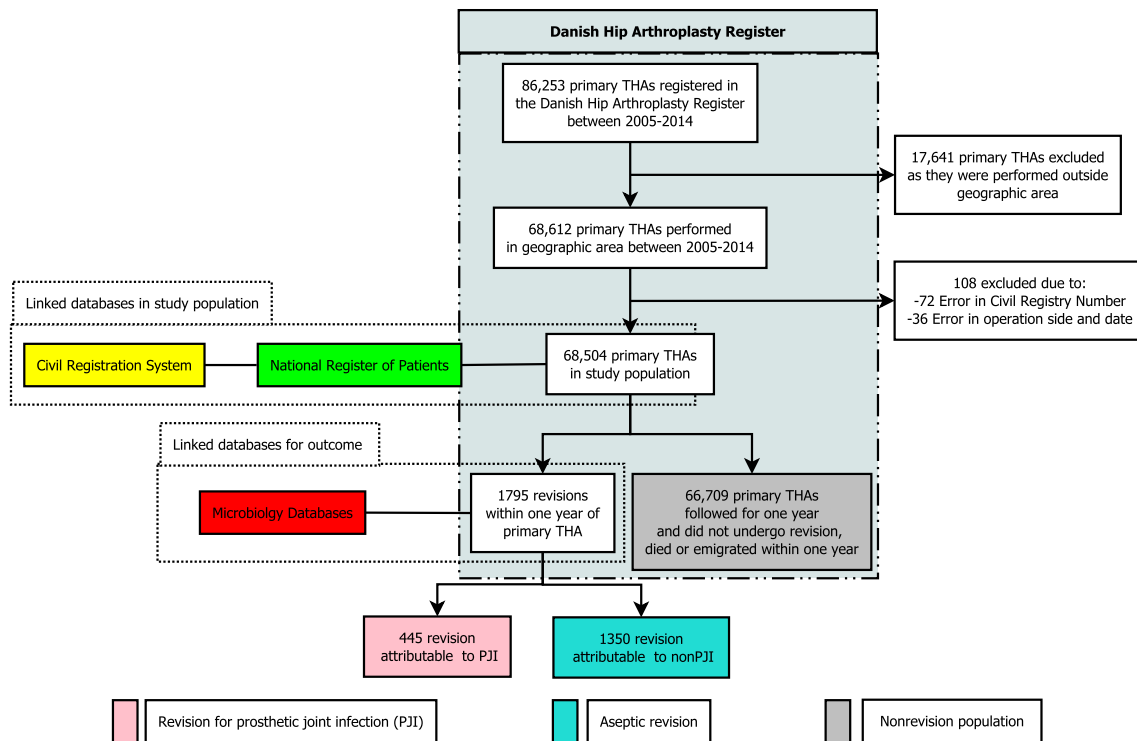 Danish Hip Arthroplasty Register
86,253 primary THAs registered in
the Danish Hip Arthroplasty Register
between 2005-2014
17,641 primary THAs excluded
as they were performed outside
geographic area
68,612 primary THAs performed
in geographic area between 2005-2014
108 excluded due to:
-72 Error in Civil Registry Number
-36 Error in operation side and date
Linked databases in study population
Civil Registration System
National Register of Patients
68,504 primary THAs
in study population
Linked databases for outcome
Microbiolgy Databases
1795 revisions
within one year of
primary THA
66,709 primary THAs
followed for one year
and did not undergo revision,
died or emigrated within one year
445 revision
attributable to PJI
1350 revision
attributable to nonPJI
Revision for prosthetic joint infection (PJI)
Aseptic revision
Nonrevision population